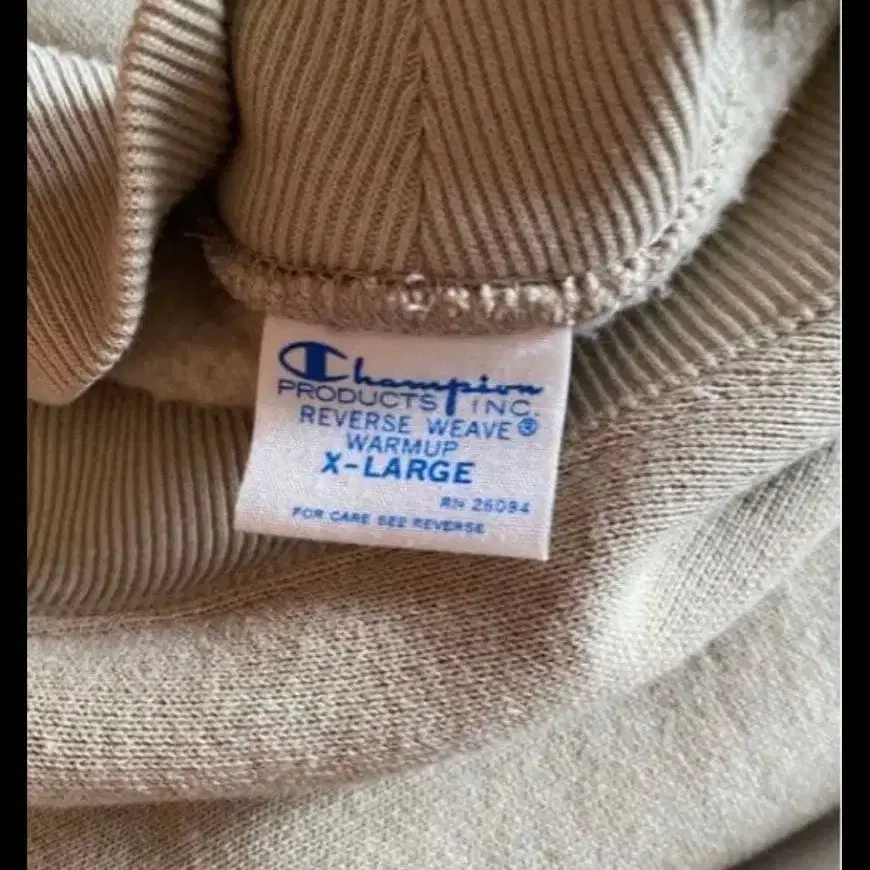 Champion
PRODUCTS INC.
REVERSE WEAVE®
WARMUP
X-LARGE
RN 26094
FOR CARE SEE REVERSE